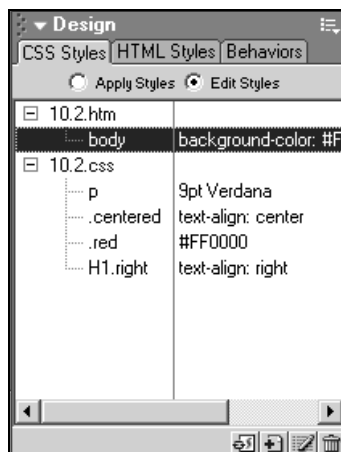 Design
CSS Styles HTML Styles Behaviors
Apply Styles Edit Styles
10.2.htm
body background-color: #F
10.2.css
p 9pt Verdana
.centered text-align: center
.red #FF0000
H1.right text-align: right